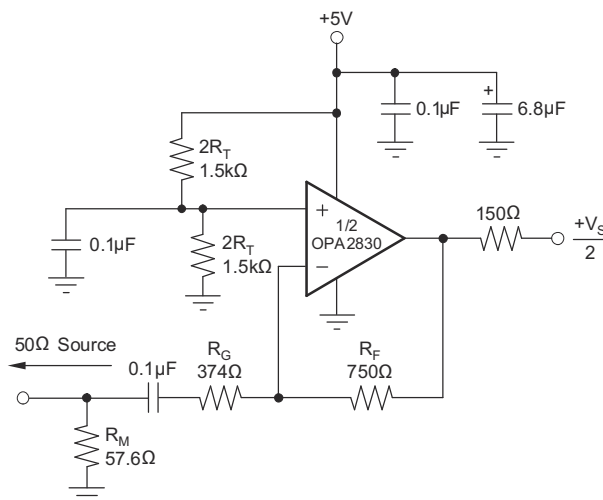 +5V
0.1µF
6.8µF
+
2R_T
1.5kΩ
+
1/2
OPA2830
−
0.1µF
2R_T
1.5kΩ
150Ω
+V_S
2
50Ω Source
0.1µF
R_G
374Ω
R_F
750Ω
R_M
57.6Ω